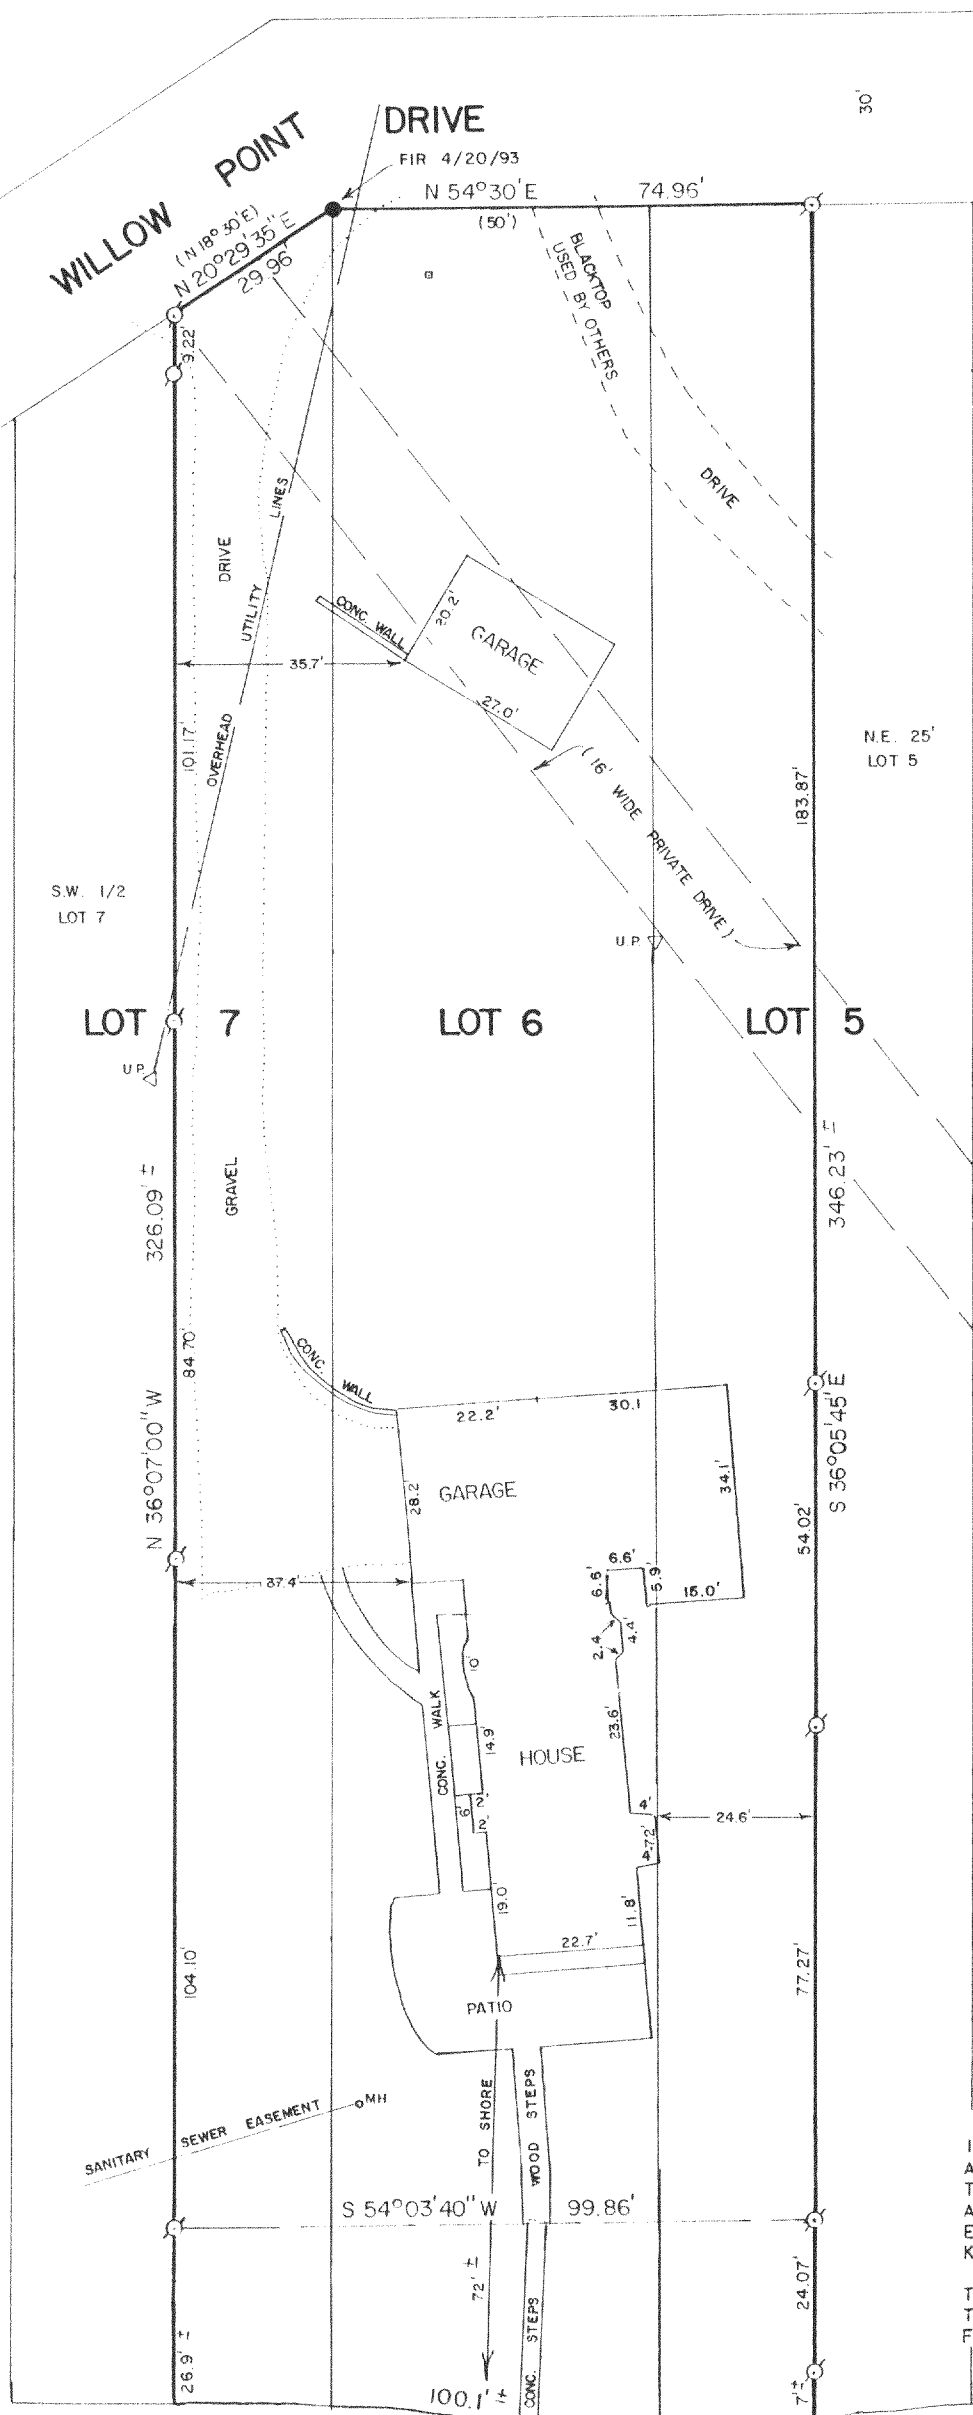 30'
WILLOW POINT DRIVE
FIR 4/20/93
N 54°30'E 74.96'
(50')
(N 18°30'E)
N 20°29'35"E
29.96'
9.22'
BLACKTOP
USED BY OTHERS
DRIVE
LINES
UTILITY
OVERHEAD
DRIVE
CONC. WALL
20.2'
GARAGE
27.0'
35.7'
101.17'
(16' WIDE PRIVATE DRIVE)
N.E. 25'
LOT 5
183.87'
S.W. 1/2
LOT 7
U.P.
LOT 7
LOT 6
LOT 5
U.P.
GRAVEL
326.09' ±
346.23' ±
84.70'
N 36°07'00"W
S 36°05'45"E
CONC. WALL
22.2'
30.1
28.2'
GARAGE
34.1'
54.02'
6.6'
6.6'
5.9'
15.0'
37.4'
2.4
4.4'
10'
WALK
CONC.
14.9'
23.6'
HOUSE
2'
6'
2'
4'
24.6'
4.72'
19.0'
11.8'
22.7'
104.10'
77.27'
PATIO
MH
SANITARY SEWER EASEMENT
TO SHORE
WOOD STEPS
S 54°03'40"W 99.86'
72' ±
24.07'
CONC. STEPS
26.9' ±
100.1' ±
7'±